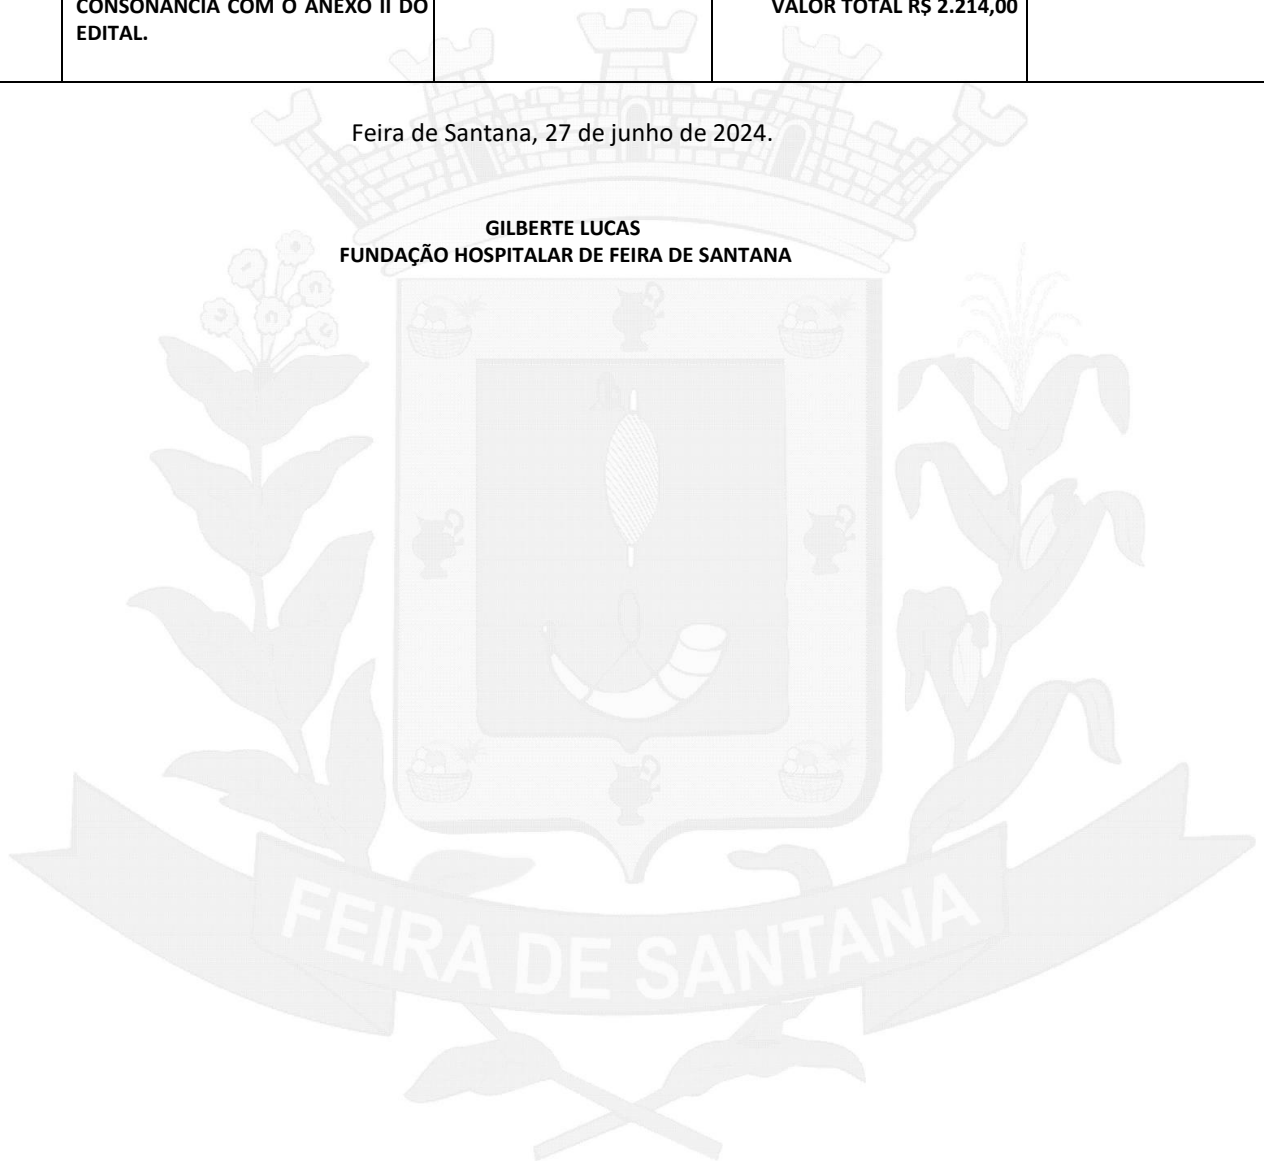 CONSONÂNCIA COM O ANEXO II DO
EDITAL.
VALOR TOTAL R$ 2.214,00
Feira de Santana, 27 de junho de 2024.
GILBERTE LUCAS
FUNDAÇÃO HOSPITALAR DE FEIRA DE SANTANA
FEIRA DE SANTANA